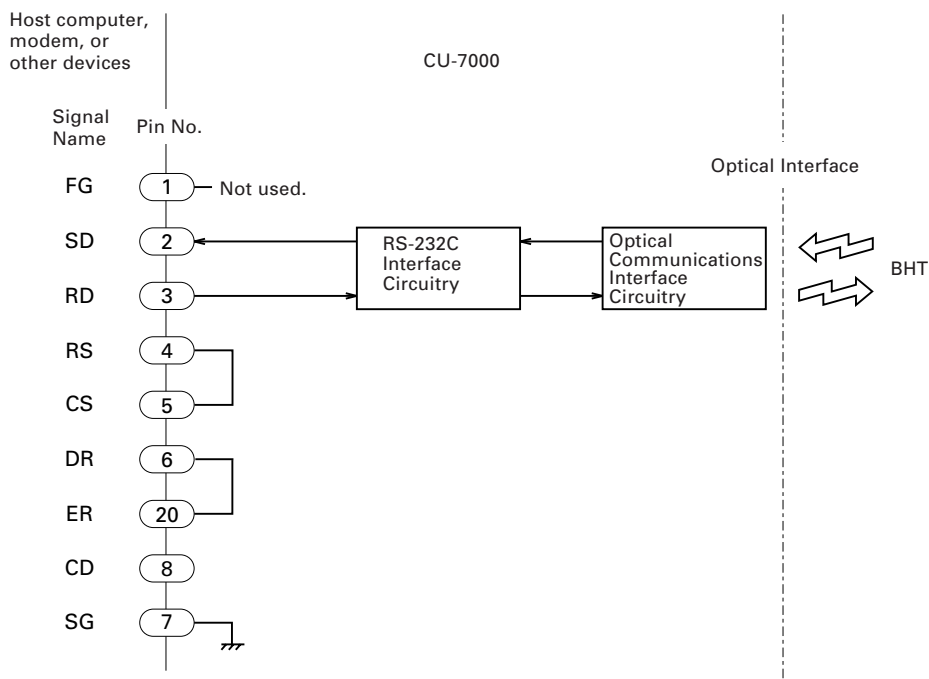 Host computer,
modem, or
other devices
CU-7000
Signal
Name
Pin No.
Optical Interface
FG 1 Not used.
SD 2
RD 3
RS-232C
Interface
Circuitry
Optical
Communications
Interface
Circuitry
BHT
RS 4
CS 5
DR 6
ER 20
CD 8
SG 7